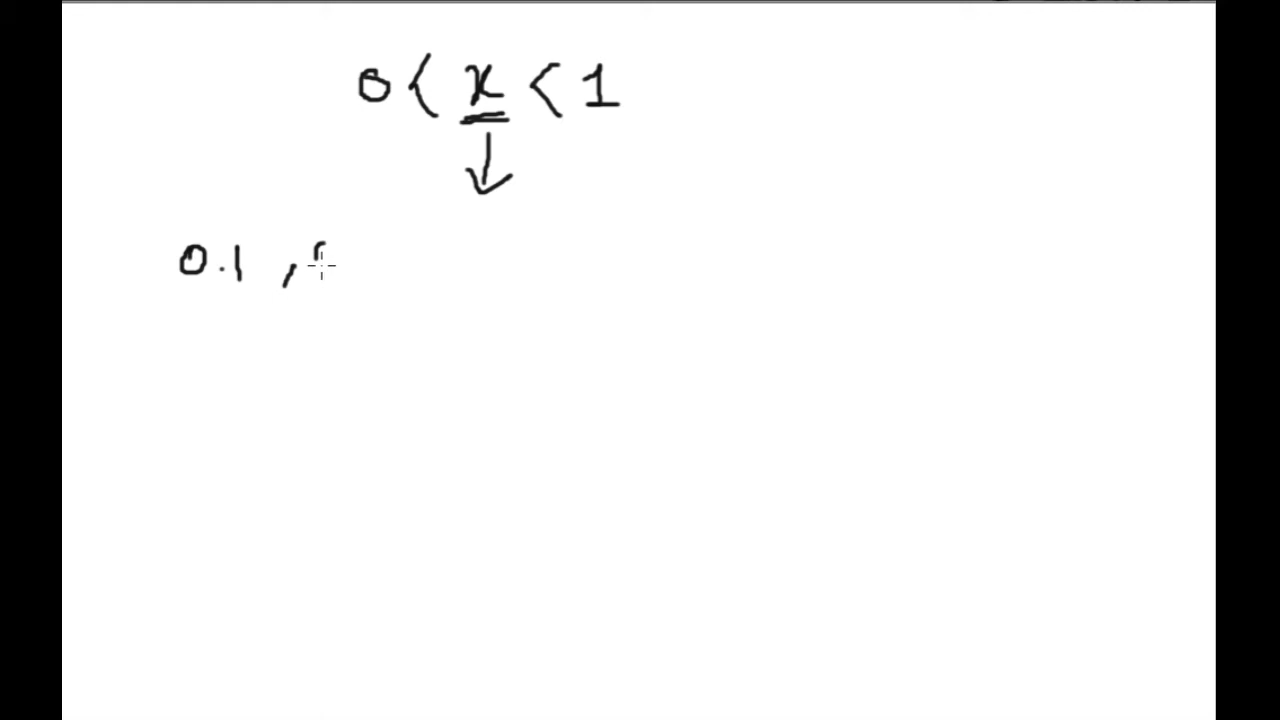 0 < x < 1
0.1 ,